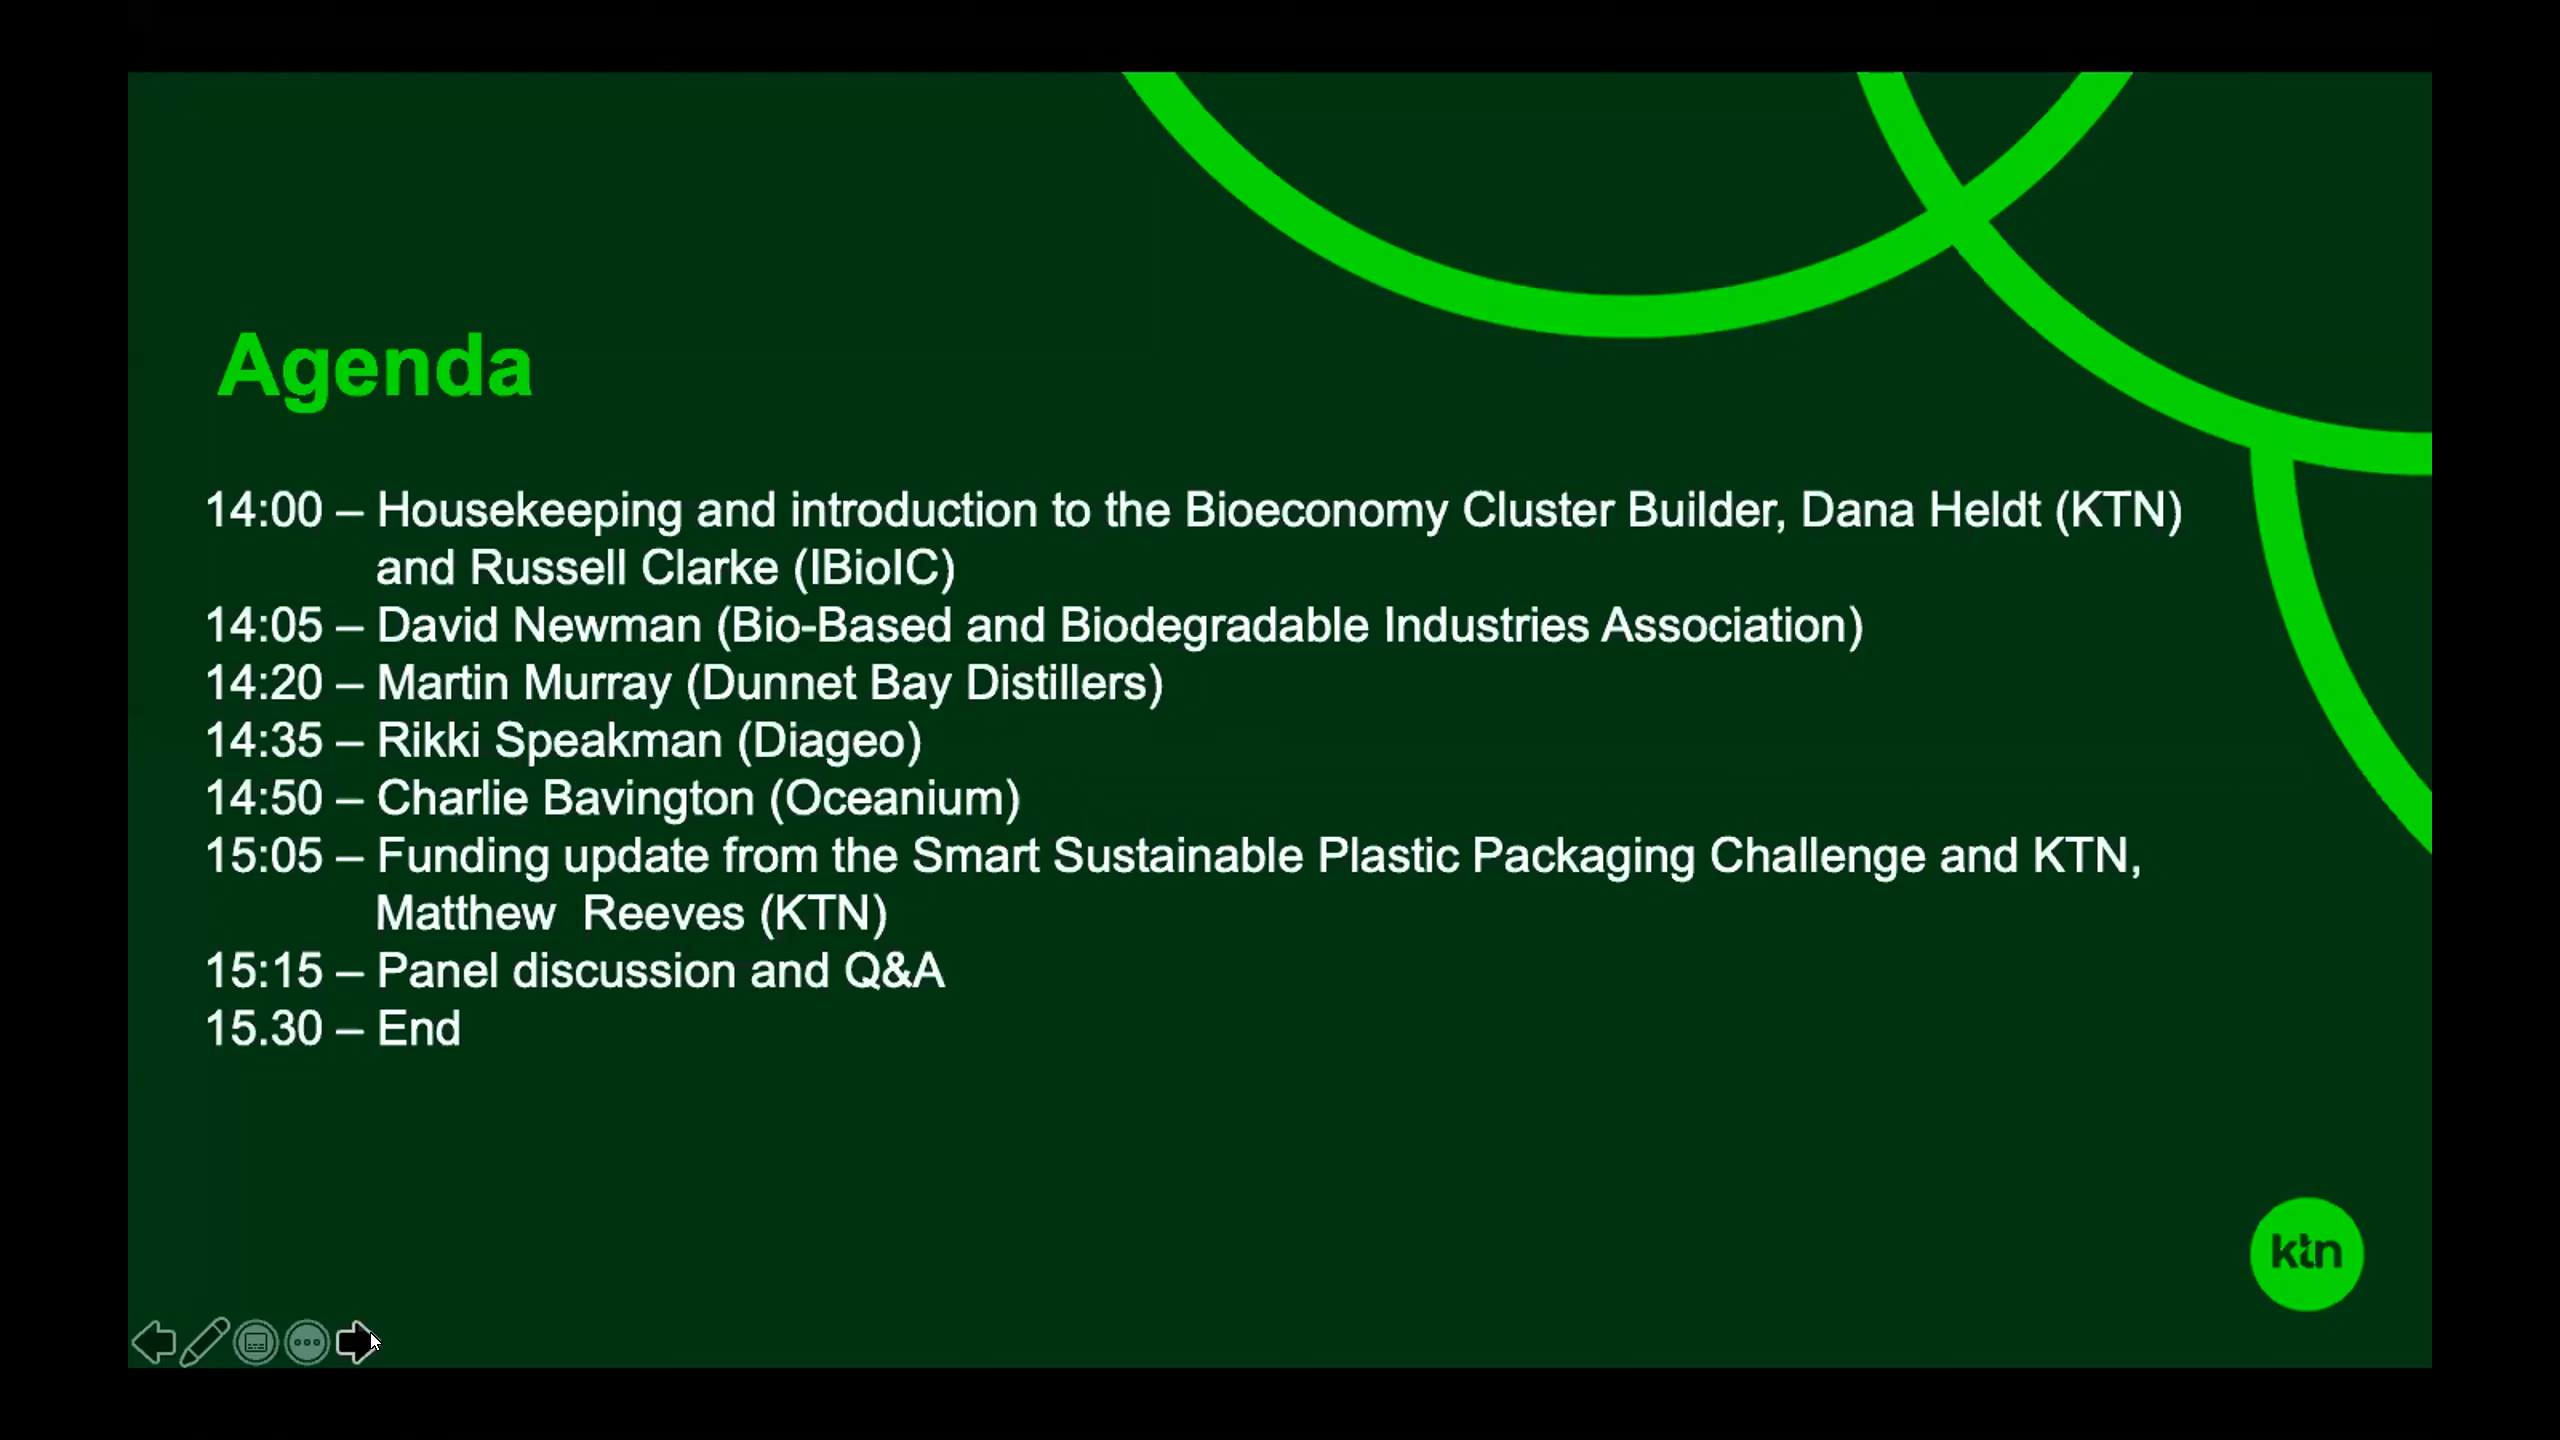 Agenda
14:00 – Housekeeping and introduction to the Bioeconomy Cluster Builder, Dana Heldt (KTN)
and Russell Clarke (IBioIC)
14:05 – David Newman (Bio-Based and Biodegradable Industries Association)
14:20 – Martin Murray (Dunnet Bay Distillers)
14:35 – Rikki Speakman (Diageo)
14:50 – Charlie Bavington (Oceanium)
15:05 – Funding update from the Smart Sustainable Plastic Packaging Challenge and KTN,
Matthew  Reeves (KTN)
15:15 – Panel discussion and Q&A
15.30 – End
ktn